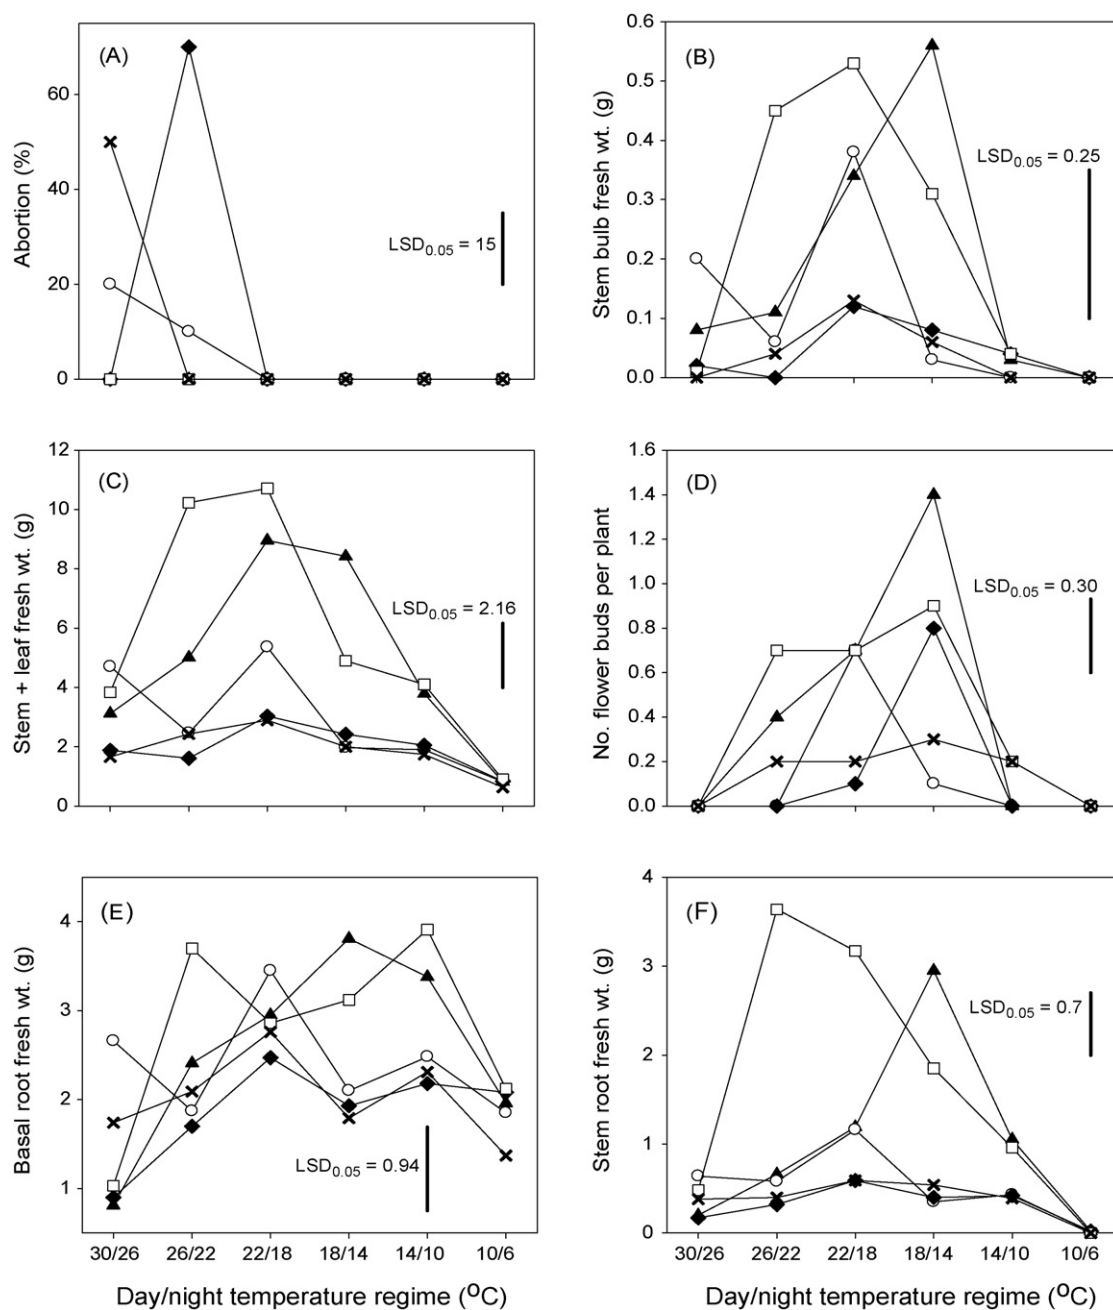 (A)
Abortion (%)
60
40
20
0
LSD0.05 = 15
(B)
Stem bulb fresh wt. (g)
0.6
0.5
0.4
0.3
0.2
0.1
0.0
LSD0.05 = 0.25
(C)
Stem + leaf fresh wt. (g)
12
10
8
6
4
2
0
LSD0.05 = 2.16
(D)
No. flower buds per plant
1.6
1.4
1.2
1.0
0.8
0.6
0.4
0.2
0.0
LSD0.05 = 0.30
(E)
Basal root fresh wt. (g)
4
3
2
1
LSD0.05 = 0.94
30/26 26/22 22/18 18/14 14/10 10/6
Day/night temperature regime (°C)
(F)
Stem root fresh wt. (g)
4
3
2
1
0
LSD0.05 = 0.7
30/26 26/22 22/18 18/14 14/10 10/6
Day/night temperature regime (°C)